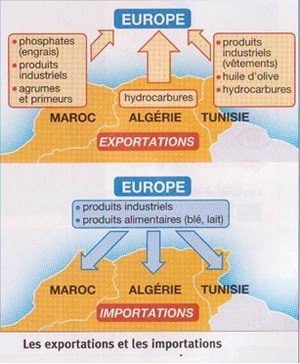 EUROPE
• phosphates
(engrais)
• produits
industriels
• agrumes
et primeurs
hydrocarbures
• produits
industriels
(vêtements)
• huile d'olive
• hydrocarbures
MAROC ALGÉRIE TUNISIE
EXPORTATIONS
EUROPE
• produits industriels
• produits alimentaires (blé, lait)
MAROC ALGÉRIE TUNISIE
IMPORTATIONS
Les exportations et les importations